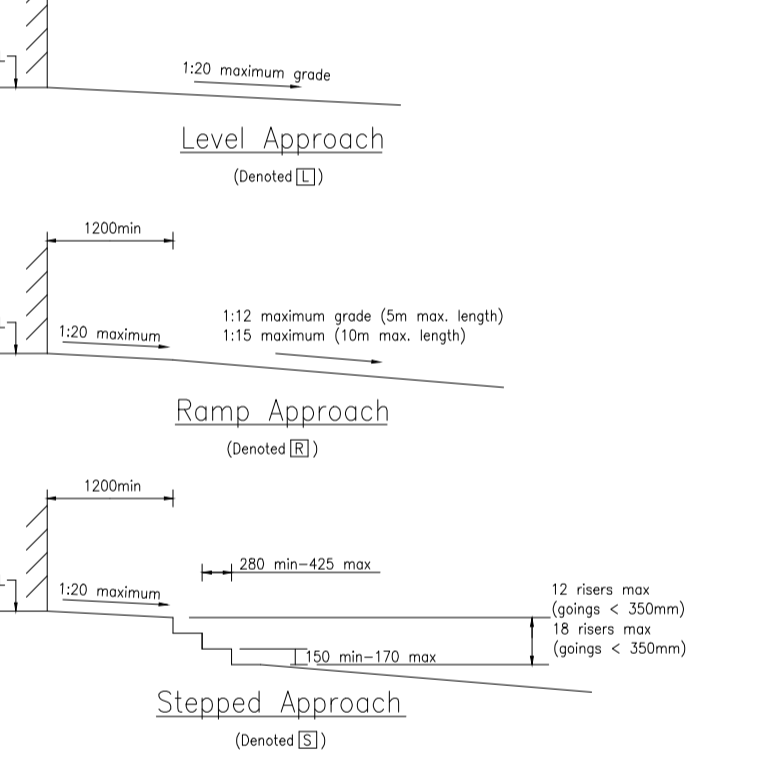 1:20 maximum grade
Level Approach
(Denoted L)
1200min
1:20 maximum
1:12 maximum grade (5m max. length)
1:15 maximum (10m max. length)
Ramp Approach
(Denoted R)
1200min
1:20 maximum
280 min-425 max
12 risers max
(goings < 350mm)
18 risers max
(goings < 350mm)
150 min-170 max
Stepped Approach
(Denoted S)